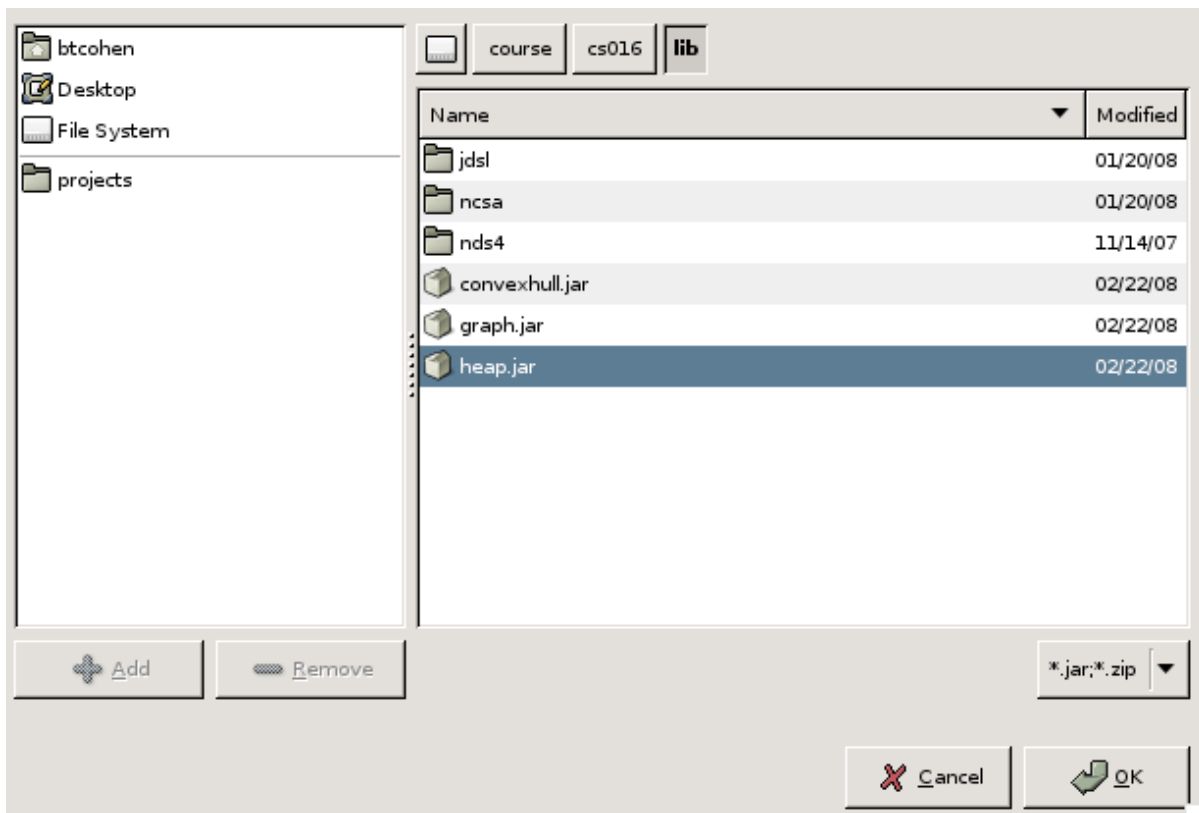 btcohen
Desktop
File System
projects
course cs016 lib
Name Modified
jdsl 01/20/08
ncsa 01/20/08
nds4 11/14/07
convexhull.jar 02/22/08
graph.jar 02/22/08
heap.jar 02/22/08
Add Remove *.jar;*.zip
Cancel OK